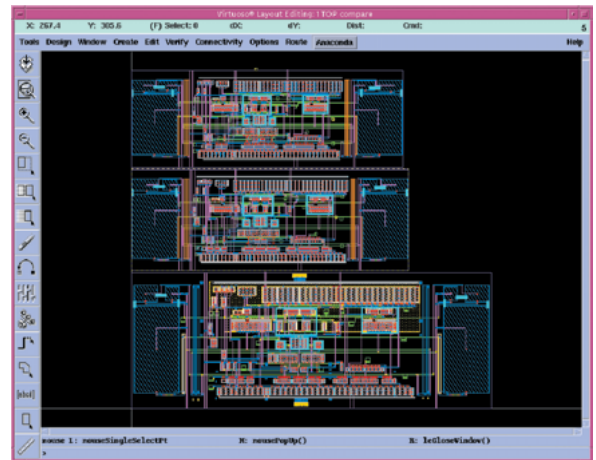 Virtuoso® Layout Editing: TOP compare
X: 267.4 Y: 305.6 (F) Select: 0 dX: dY: Dist: Cmd: 5
Tools Design Window Create Edit Verify Connectivity Options Route Anaconda Help
[abcd]
mouse L: mouseSingleSelectPt M: mousePopUp() R: leCloseWindow()
>